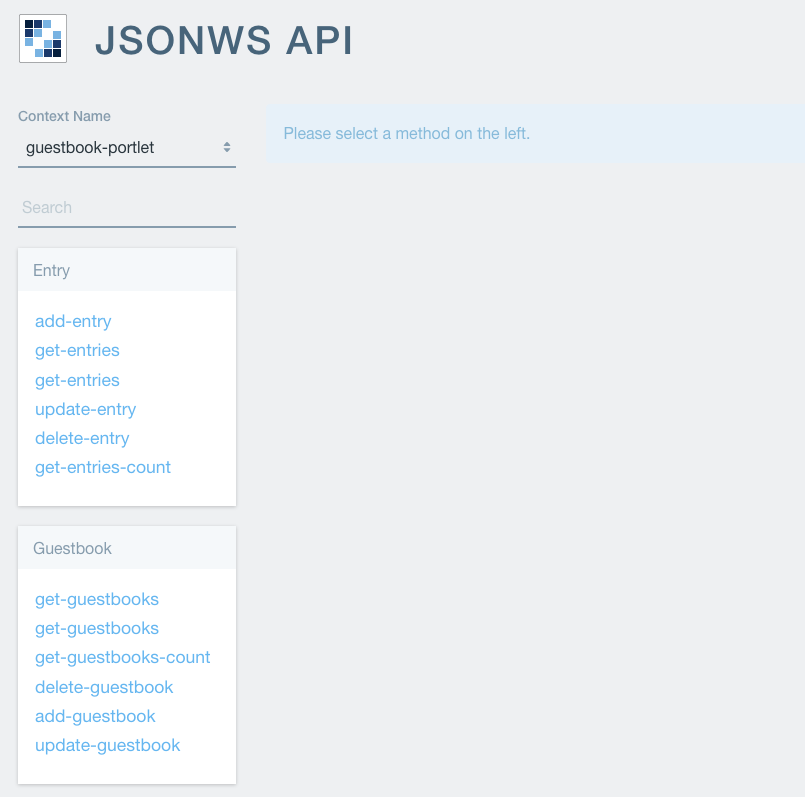 JSONWS API
Context Name
guestbook-portlet
Search
Entry
add-entry
get-entries
get-entries
update-entry
delete-entry
get-entries-count
Guestbook
get-guestbooks
get-guestbooks
get-guestbooks-count
delete-guestbook
add-guestbook
update-guestbook
Please select a method on the left.